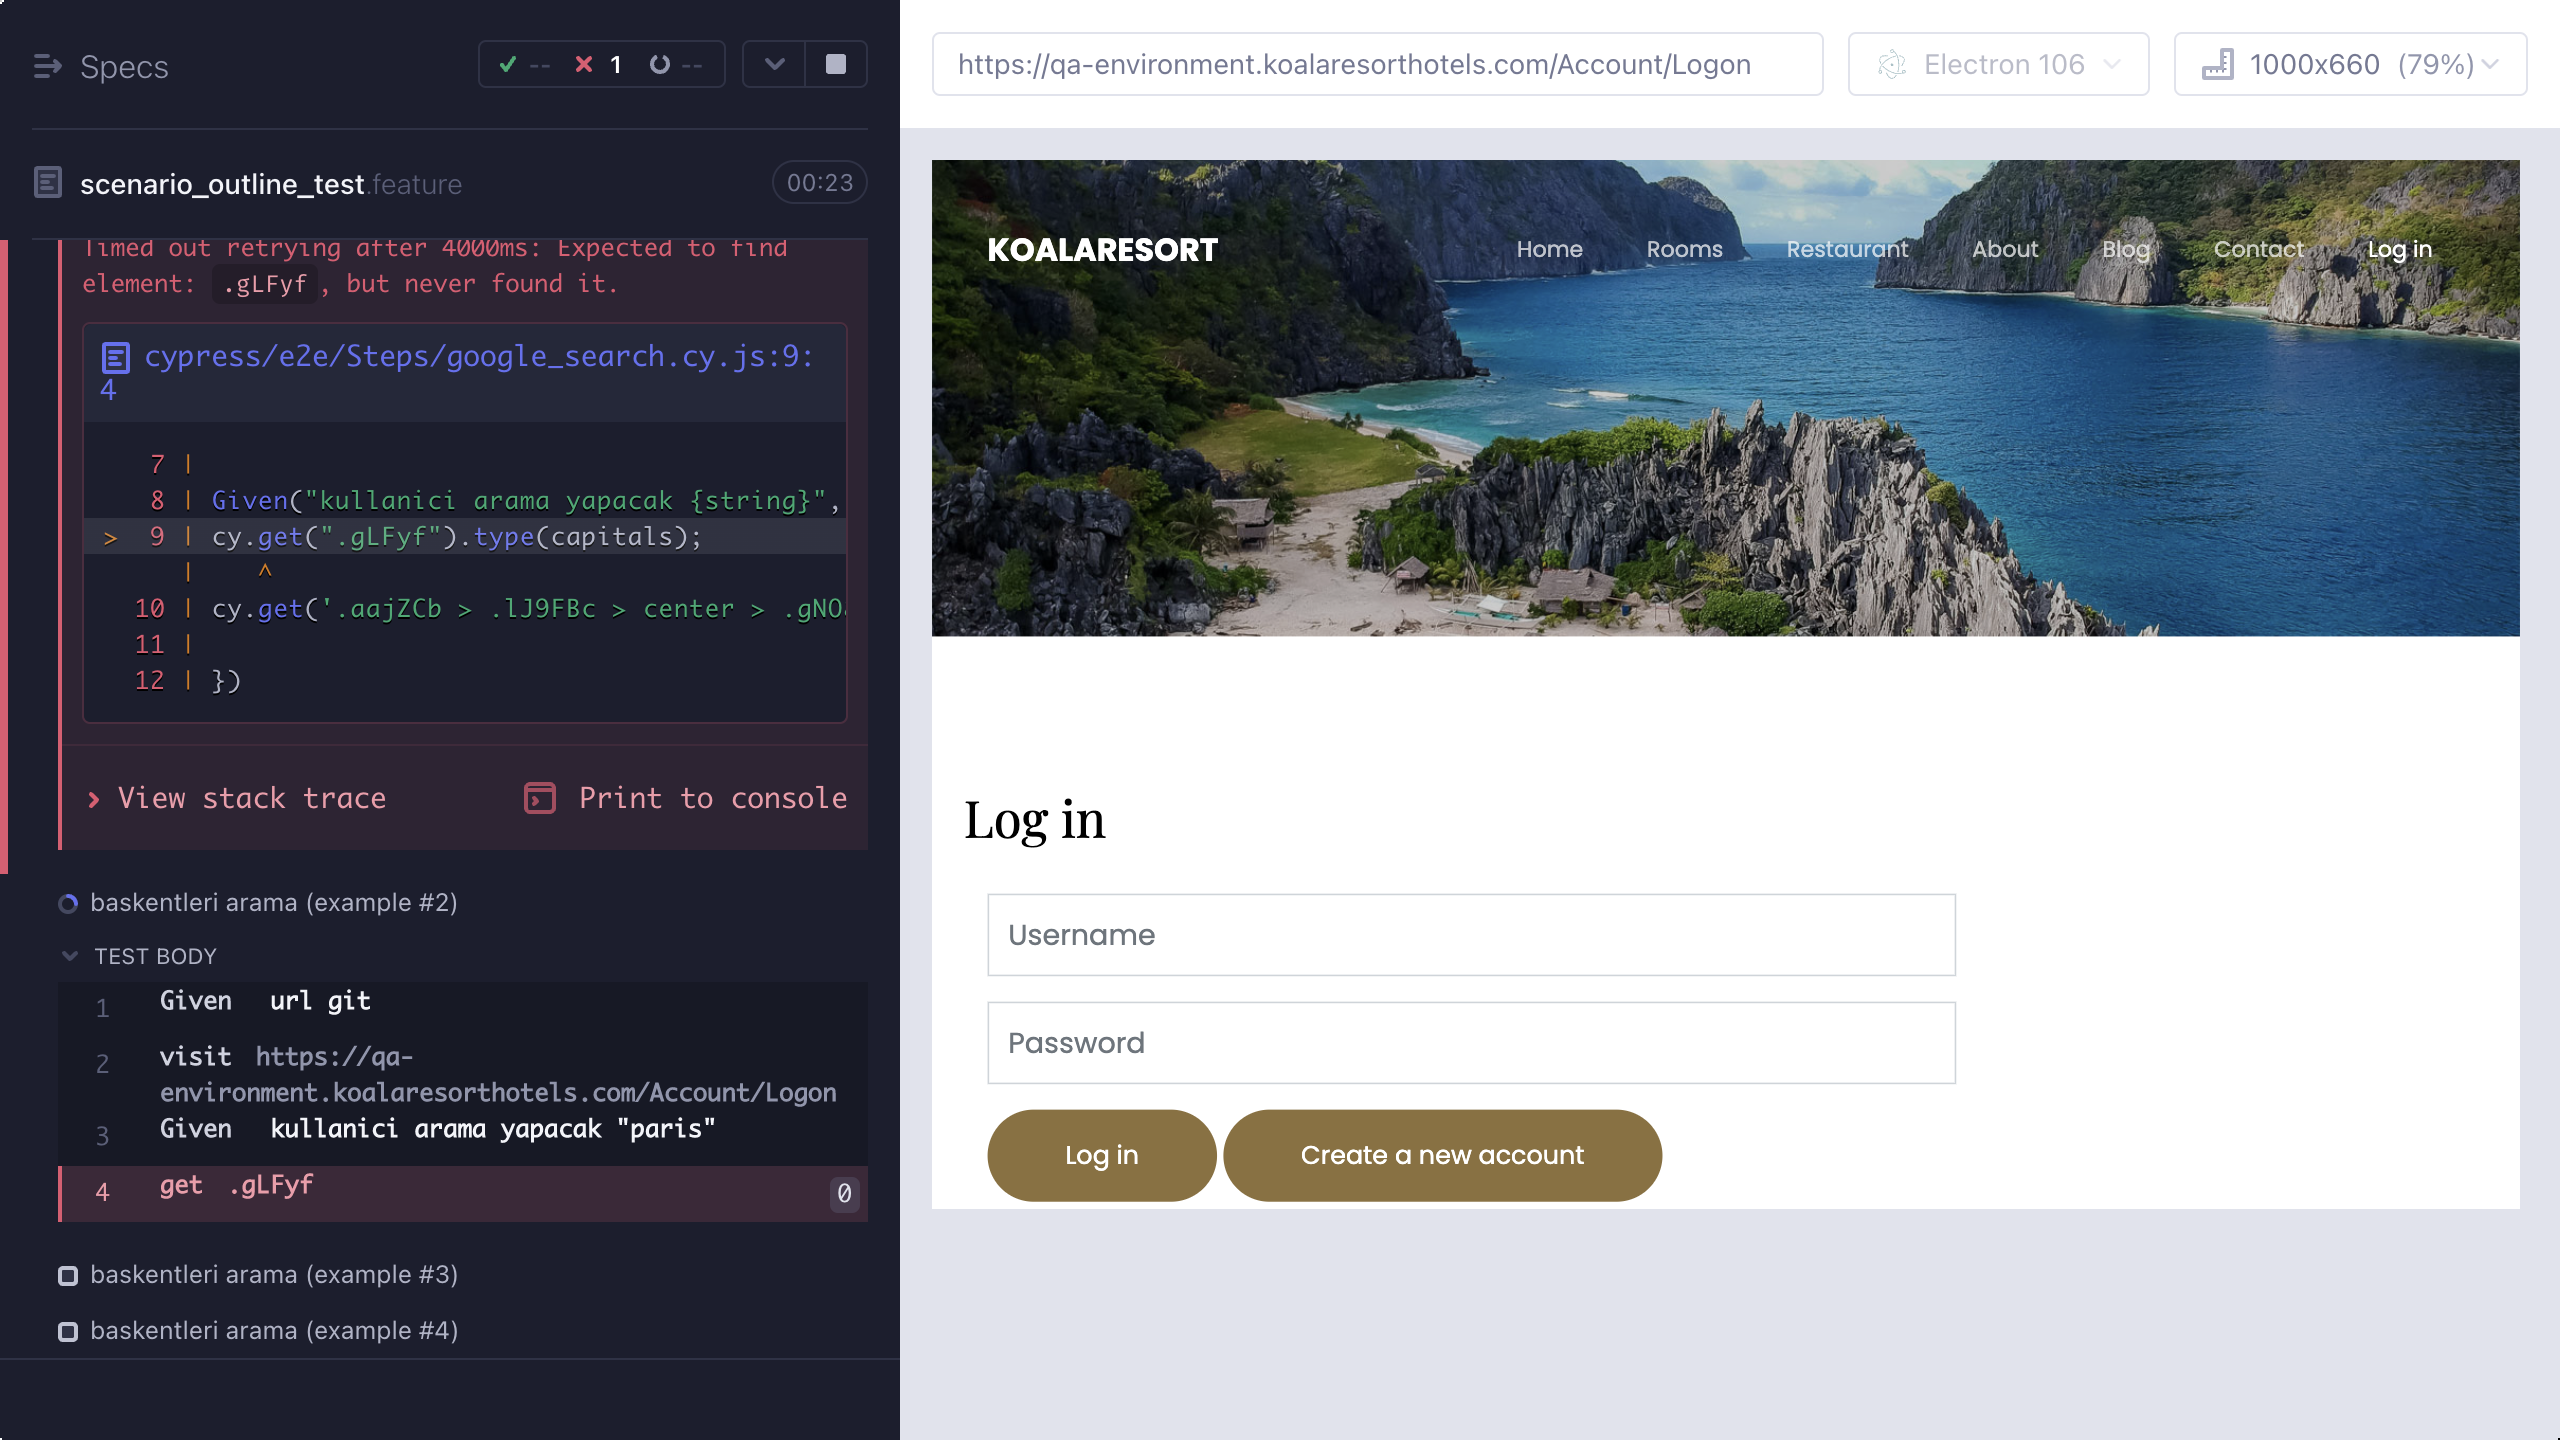 Specs
-- 1 --
scenario_outline_test.feature
00:23
Timed out retrying after 4000ms: Expected to find
element: .gLFyf, but never found it.
cypress/e2e/Steps/google_search.cy.js:9:
4
7 |
8 | Given("kullanici arama yapacak {string}",
> 9 | cy.get(".gLFyf").type(capitals);
| ^
10 | cy.get('.aajZCb > .lJ9FBc > center > .gNO
11 |
12 | })
View stack trace
Print to console
baskentleri arama (example #2)
TEST BODY
1 Given url git
2 visit https://qa-
environment.koalaresorthotels.com/Account/Logon
3 Given kullanici arama yapacak "paris"
4 get .gLFyf 0
baskentleri arama (example #3)
baskentleri arama (example #4)
https://qa-environment.koalaresorthotels.com/Account/Logon
Electron 106
1000x660 (79%)
KOALARESORT
Home Rooms Restaurant About Blog Contact Log in
Log in
Username
Password
Log in
Create a new account